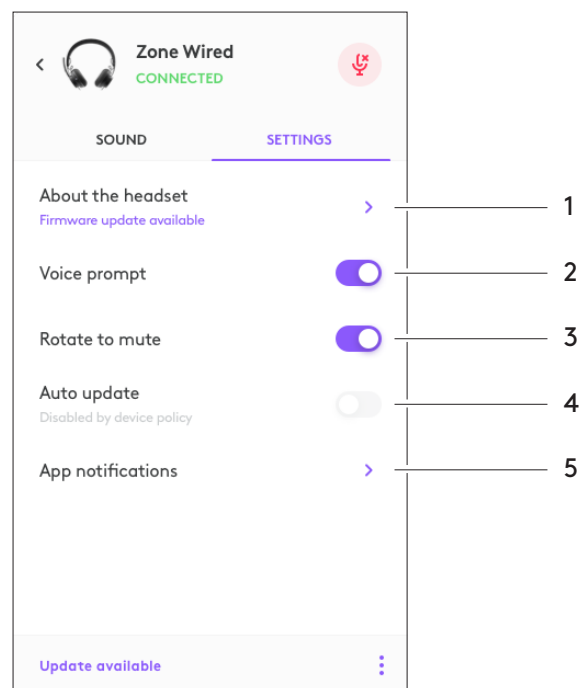 Zone Wired
CONNECTED
SOUND SETTINGS
About the headset
Firmware update available
1
Voice prompt
2
Rotate to mute
3
Auto update
Disabled by device policy
4
App notifications
5
Update available